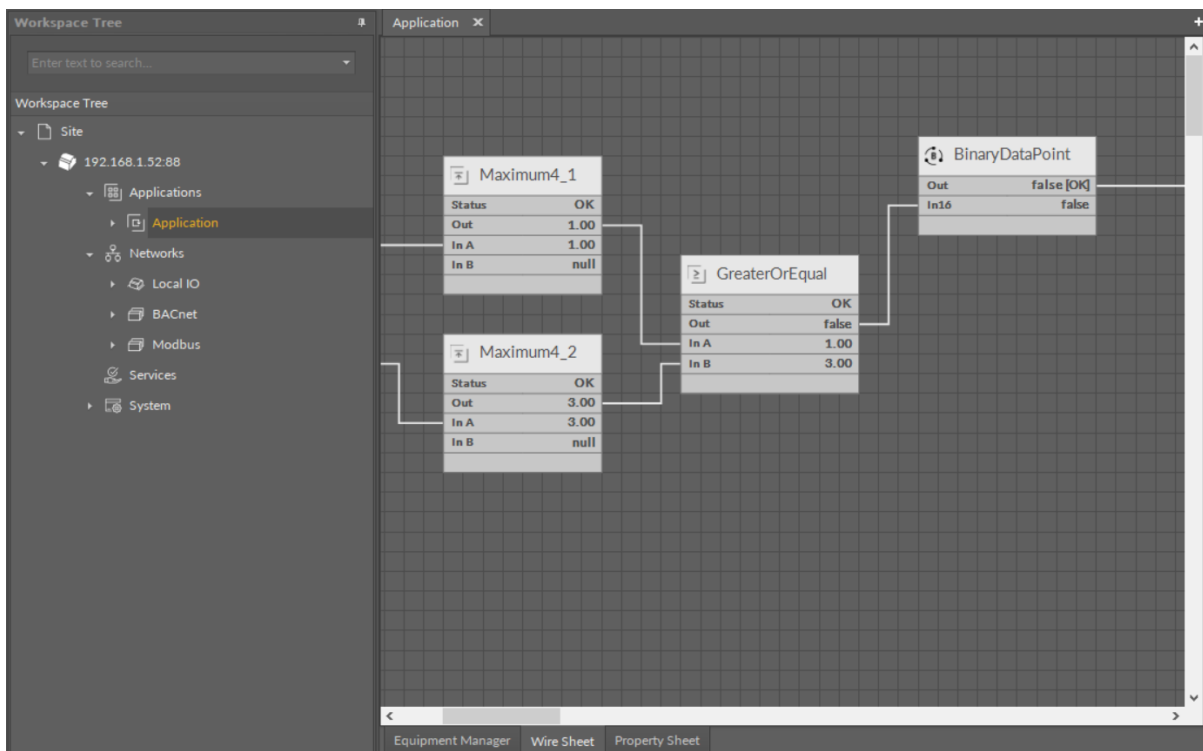 Workspace Tree
Enter text to search...
Workspace Tree
Site
192.168.1.52:88
Applications
Application
Networks
Local IO
BACnet
Modbus
Services
System
Application
Maximum4_1
Status OK
Out 1.00
In A 1.00
In B null
Maximum4_2
Status OK
Out 3.00
In A 3.00
In B null
GreaterOrEqual
Status OK
Out false
In A 1.00
In B 3.00
BinaryDataPoint
Out false [OK]
In16 false
Equipment Manager Wire Sheet Property Sheet